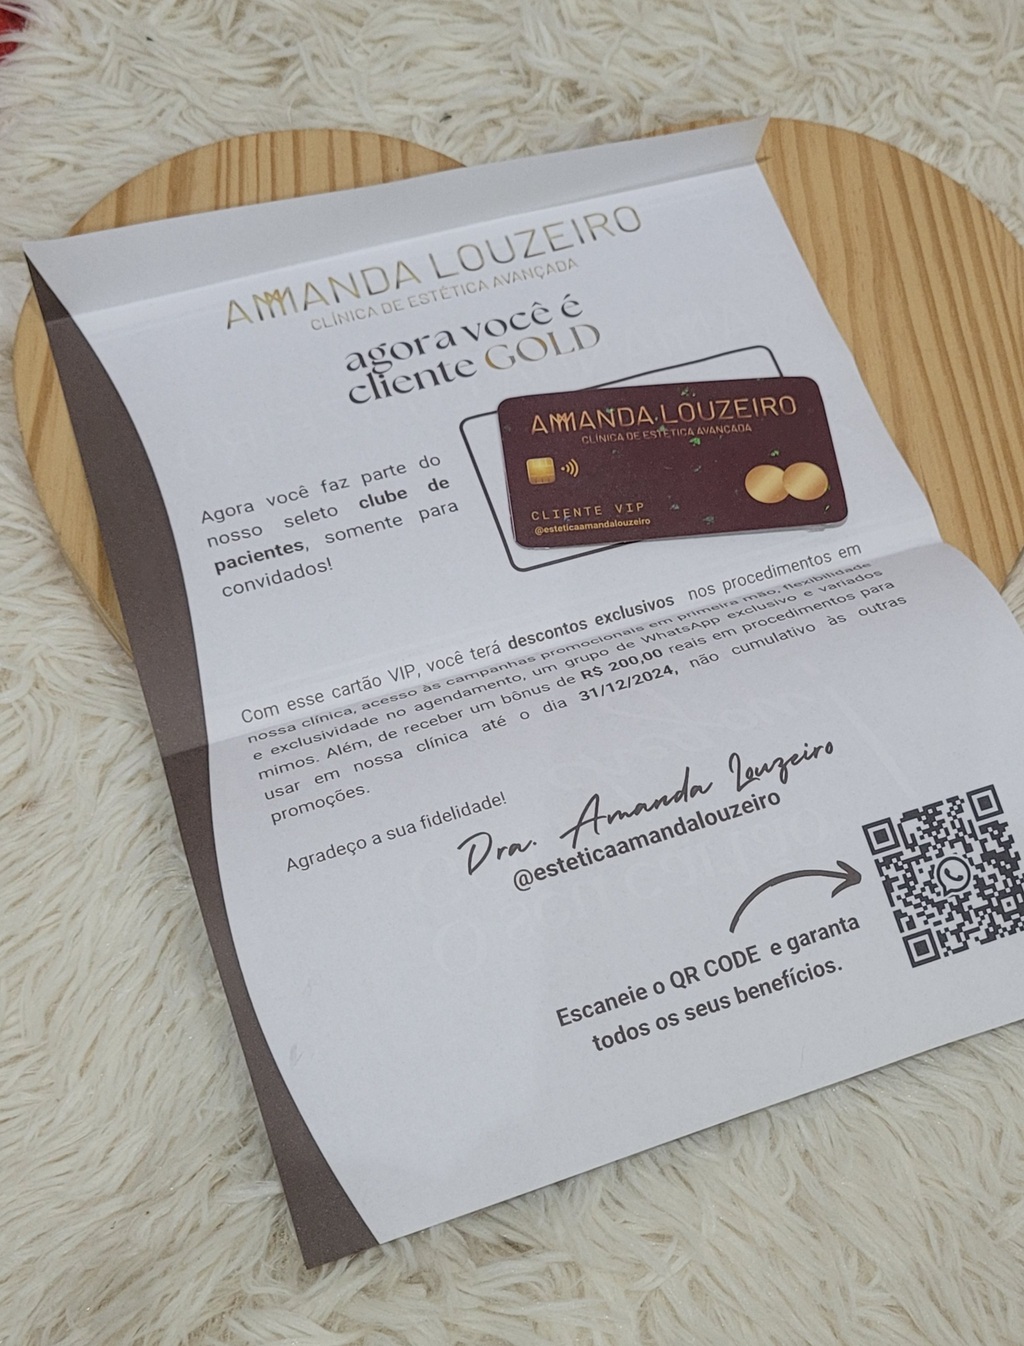 AMANDA LOUZEIRO
CLÍNICA DE ESTÉTICA AVANÇADA
agora você é
cliente GOLD
Agora você faz parte do
nosso seleto clube de
pacientes, somente para
convidados!
AMANDA LOUZEIRO
CLÍNICA DE ESTÉTICA AVANÇADA
CLIENTE VIP
@esteticaamandalouzeiro
Com esse cartão VIP, você terá descontos exclusivos nos procedimentos em
nossa clínica, acesso às campanhas promocionais em primeira mão, flexibilidade
e exclusividade no agendamento, um grupo de WhatsApp exclusivo e variados
mimos. Além, de receber um bônus de R$ 200,00 reais em procedimentos para
usar em nossa clínica até o dia 31/12/2024, não cumulativo às outras
promoções.
Agradeço a sua fidelidade!
Dra. Amanda Louzeiro
@esteticaamandalouzeiro
Escaneie o QR CODE e garanta
todos os seus benefícios.